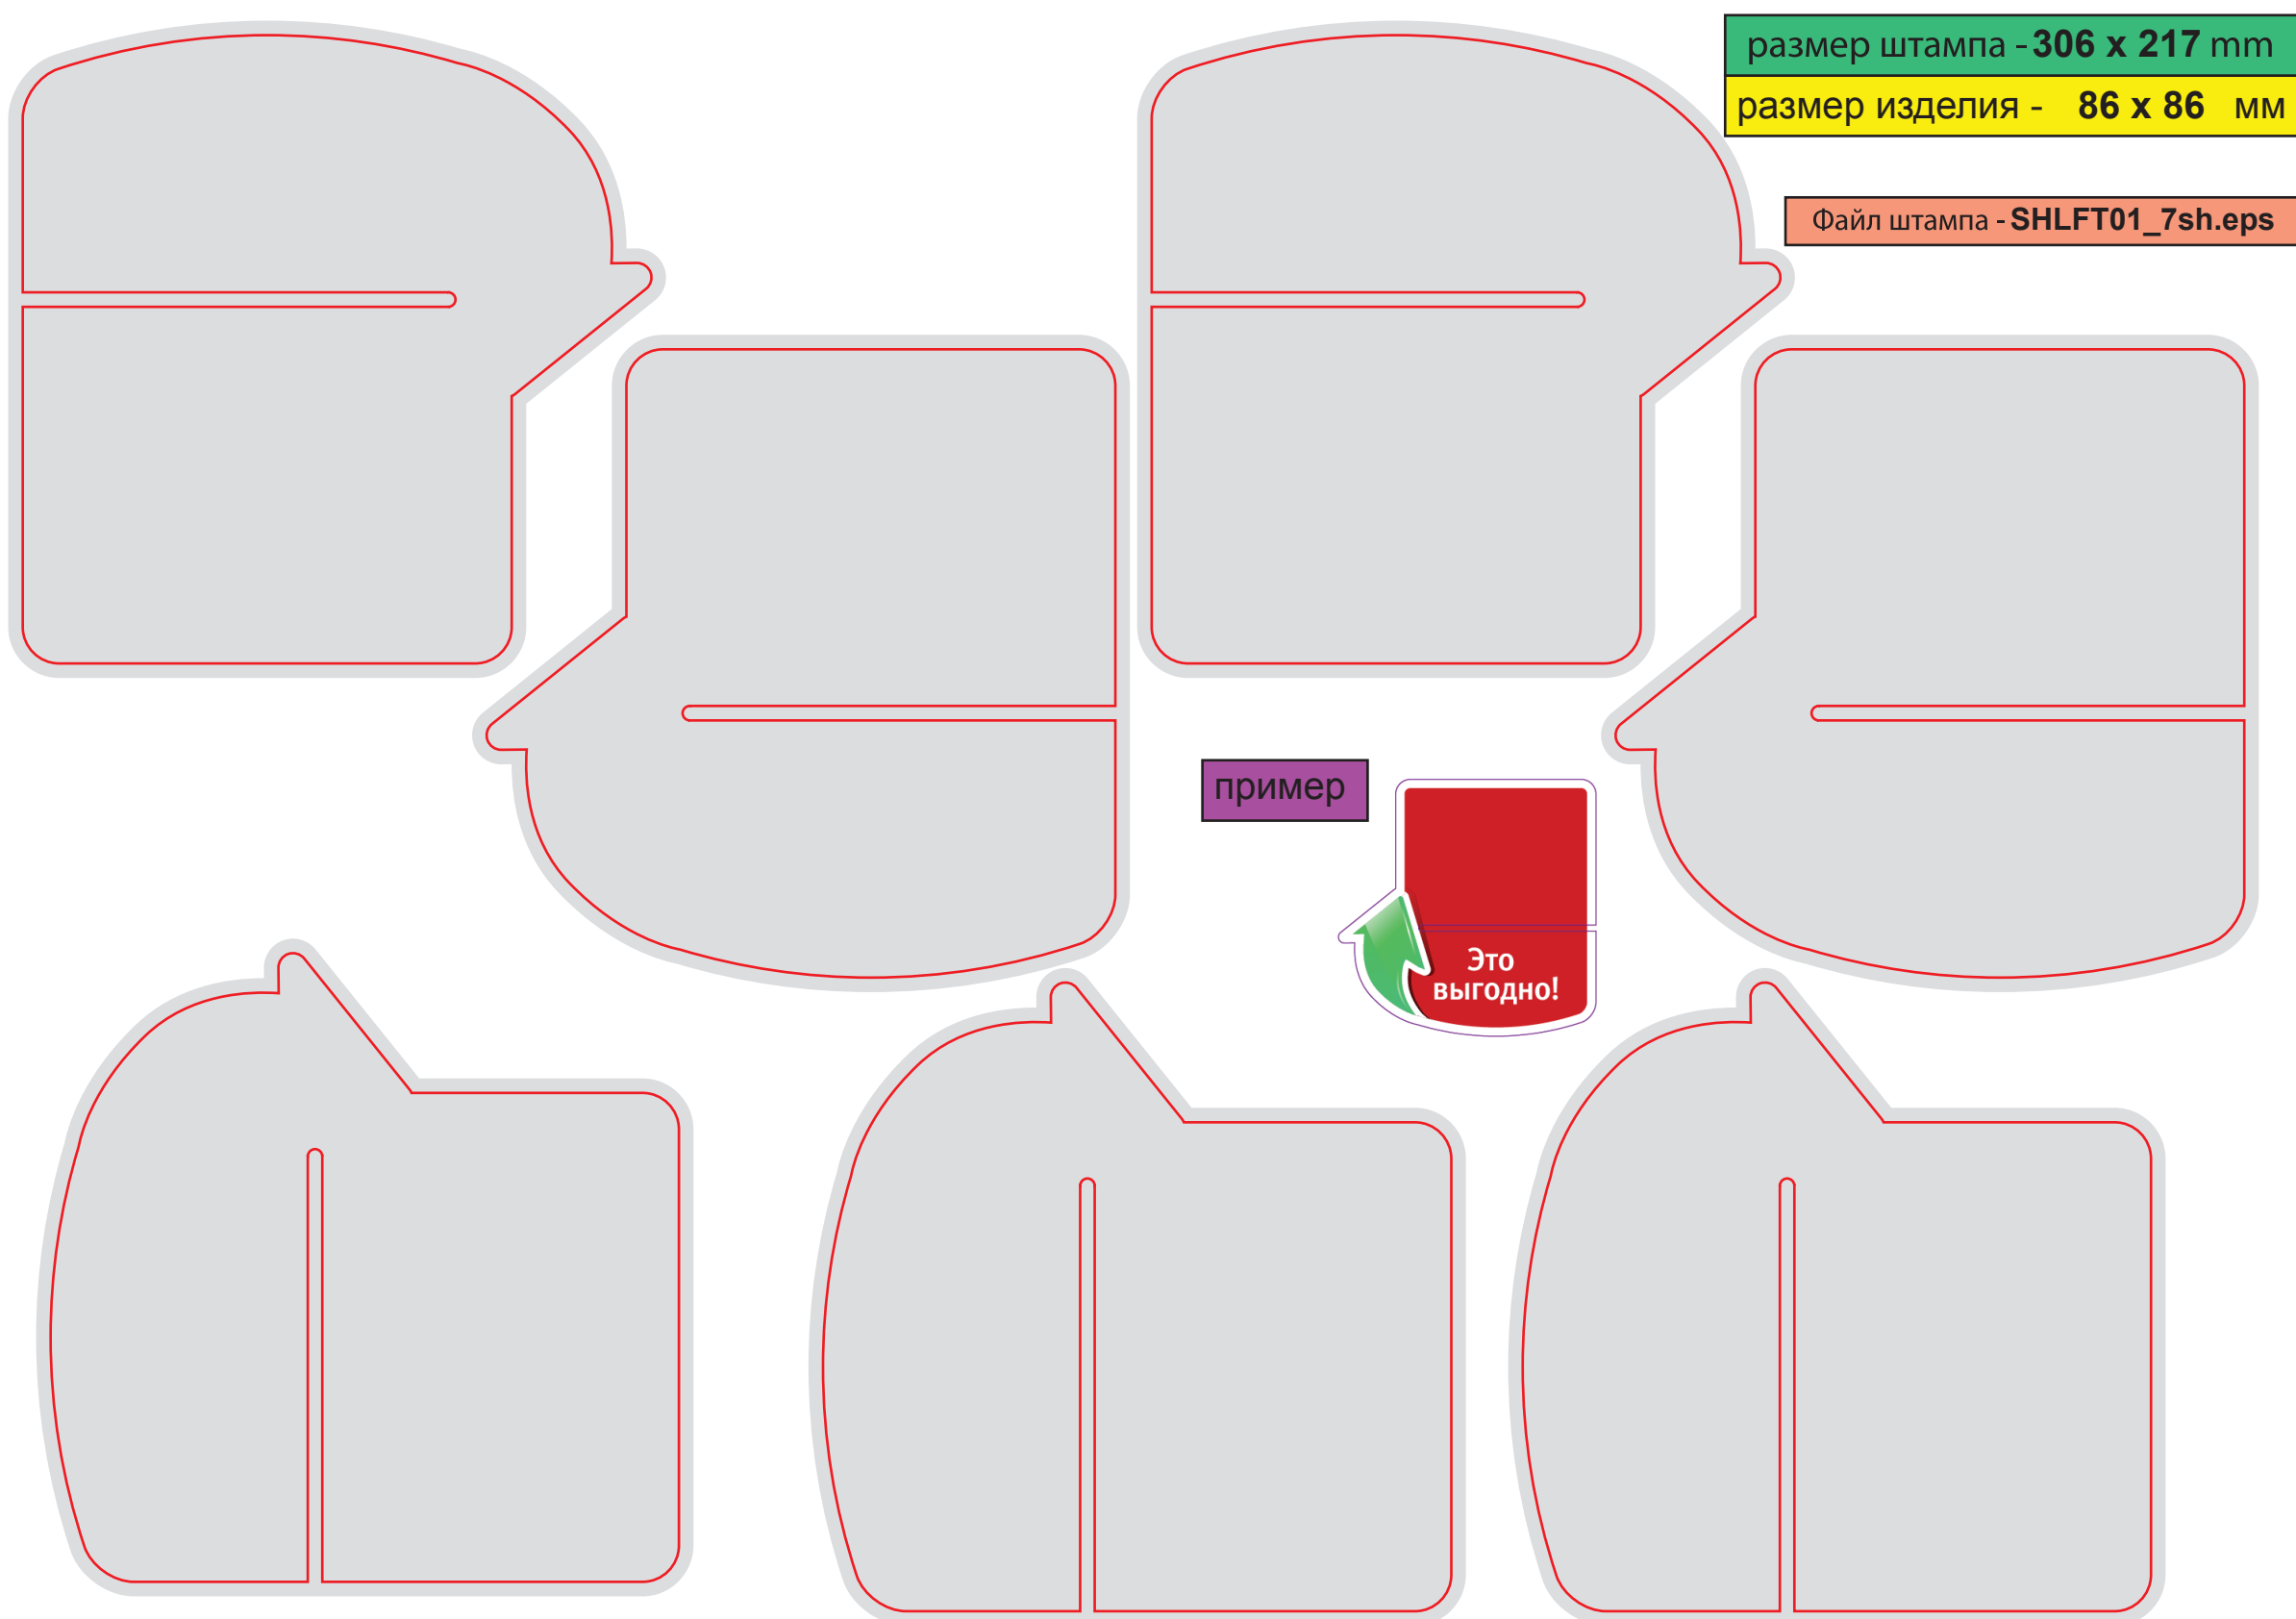 размер штампа - 306 x 217 mm
размер изделия - 86 x 86 мм
Файл штампа - SHLFT01_7sh.eps
пример
Это
выгодно!